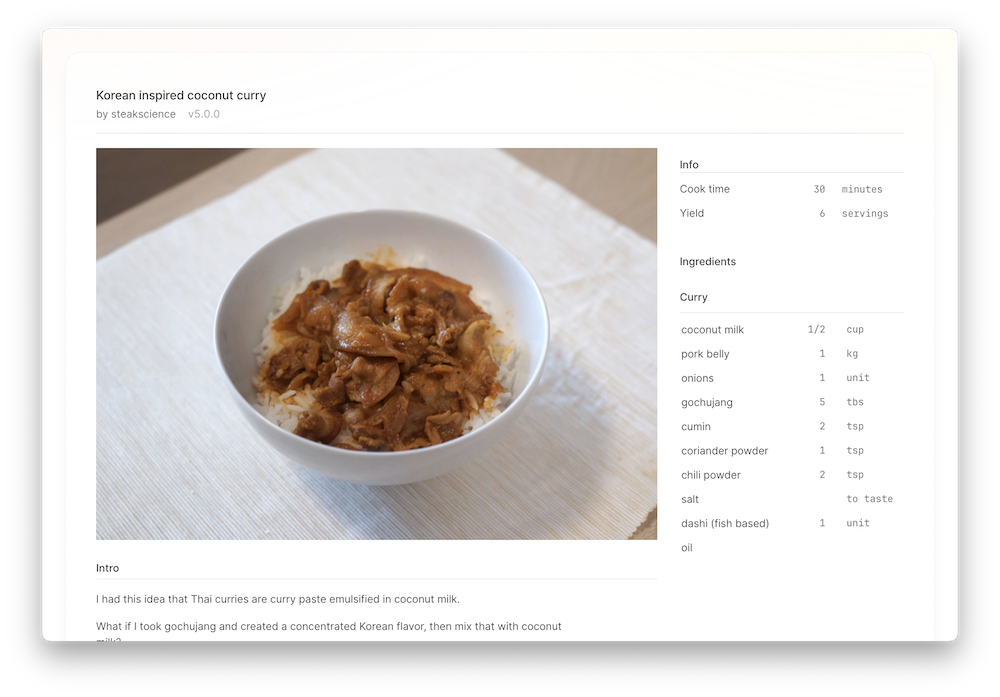 Korean inspired coconut curry
by steakscience v5.0.0
Info
Cook time 30 minutes
Yield 6 servings
Ingredients
Curry
coconut milk 1/2 cup
pork belly 1 kg
onions 1 unit
gochujang 5 tbs
cumin 2 tsp
coriander powder 1 tsp
chili powder 2 tsp
salt to taste
dashi (fish based) 1 unit
oil
Intro
I had this idea that Thai curries are curry paste emulsified in coconut milk.
What if I took gochujang and created a concentrated Korean flavor, then mix that with coconut
milk?